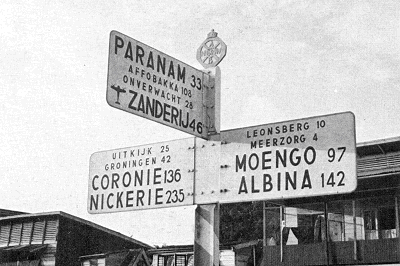 PARANAM 33
AFFOBAKKA 108
ONVERWACHT 28
ZANDERIJ 46
LEONSBERG 10
MEERZORG 4
MOENGO 97
ALBINA 142
UITKIJK 25
GRONINGEN 42
CORONIE 136
NICKERIE 235